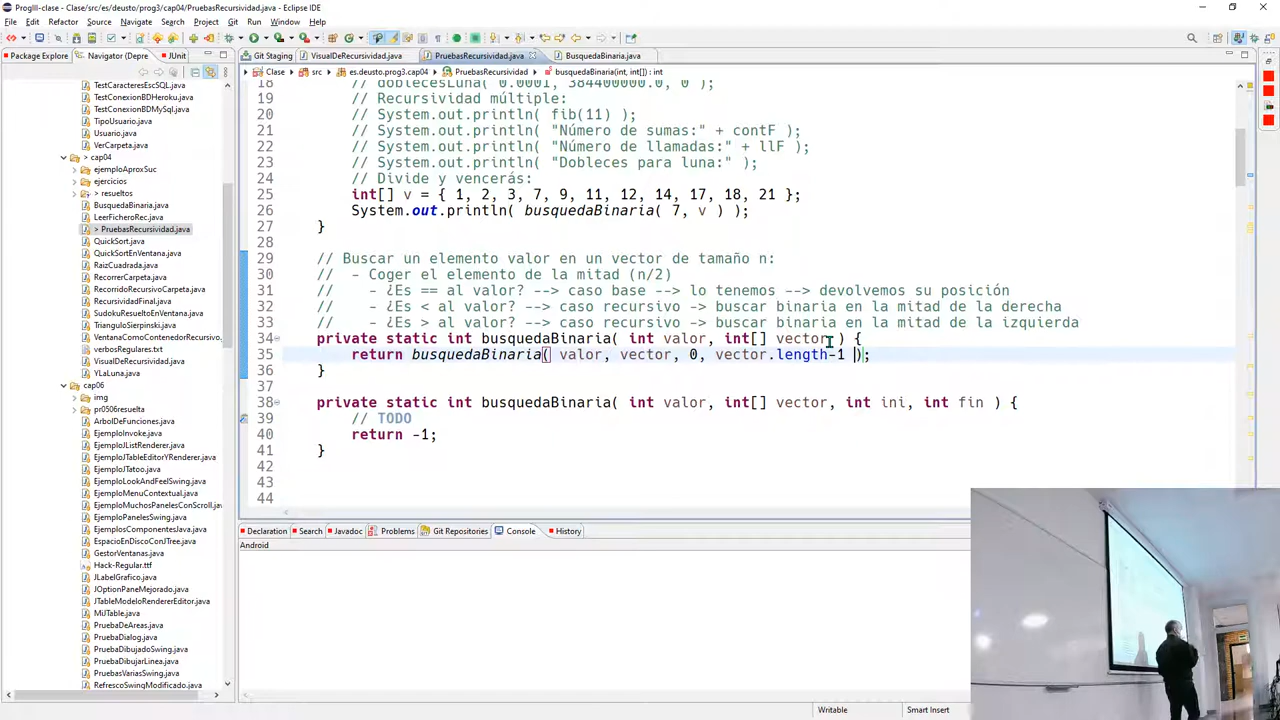 ProgIII-clase - Clase/src/es/deusto/prog3/cap04/PruebasRecursividad.java - Eclipse IDE
File Edit Refactor Source Navigate Search Project Git Run Window Help
Package Explore Navigator (Depre JUnit
Git Staging VisualDeRecursividad.java PruebasRecursividad.java BusquedaBinaria.java
Clase src es.deusto.prog3.cap04 PruebasRecursividad busquedaBinaria(int, int[]) : int
TestCaracteresEscSQL.java
TestConexionBDHeroku.java
TestConexionBDMySql.java
TipoUsuario.java
Usuario.java
VerCarpeta.java
> cap04
ejemploAproxSuc
ejercicios
> resueltos
BusquedaBinaria.java
LeerFicheroRec.java
> PruebasRecursividad.java
QuickSort.java
QuickSortEnVentana.java
RaizCuadrada.java
RecorrerCarpeta.java
RecorridoRecursivoCarpeta.java
RecursividadFinal.java
SudokuResueltoEnVentana.java
TrianguloSierpinski.java
VentanaComoContenedorRecursivo.
verbosRegulares.txt
VisualDeRecursividad.java
YLaLuna.java
cap06
img
pr0506resuelta
ArbolDeFunciones.java
EjemploInvoke.java
EjemploJListRenderer.java
EjemploJTableEditorYRenderer.java
EjemploJTatoo.java
EjemploLookAndFeelSwing.java
EjemploMenuContextual.java
EjemploMuchosPanelesConScroll.java
EjemploPanelesSwing.java
EjemplosComponentesJava.java
EspacioEnDiscoConJTree.java
GestorVentanas.java
Hack-Regular.ttf
JLabelGrafico.java
JOptionPaneMejorado.java
JTableModeloRendererEditor.java
MiJTable.java
PruebaDeAreas.java
PruebaDialog.java
PruebaDibujadoSwing.java
PruebaDibujarLinea.java
PruebasVariasSwing.java
RefrescoSwingModificado.java
18 // doblecesLuna( 0.0001, 384400000.0, 0 );
19 // Recursividad múltiple:
20 // System.out.println( fib(11) );
21 // System.out.println( "Número de sumas:" + contF );
22 // System.out.println( "Número de llamadas:" + llF );
23 // System.out.println( "Dobleces para luna:" );
24 // Divide y vencerás:
25 int[] v = { 1, 2, 3, 7, 9, 11, 12, 14, 17, 18, 21 };
26 System.out.println( busquedaBinaria( 7, v ) );
27 }
28
29 // Buscar un elemento valor en un vector de tamaño n:
30 // - Coger el elemento de la mitad (n/2)
31 // - ¿Es == al valor? --> caso base --> lo tenemos --> devolvemos su posición
32 // - ¿Es < al valor? --> caso recursivo -> buscar binaria en la mitad de la derecha
33 // - ¿Es > al valor? --> caso recursivo -> buscar binaria en la mitad de la izquierda
34 private static int busquedaBinaria( int valor, int[] vector ) {
35 return busquedaBinaria( valor, vector, 0, vector.length-1 );
36 }
37
38 private static int busquedaBinaria( int valor, int[] vector, int ini, int fin ) {
39 // TODO
40 return -1;
41 }
42
43
44
Declaration Search Javadoc Problems Git Repositories Console History
Android
Writable Smart Insert